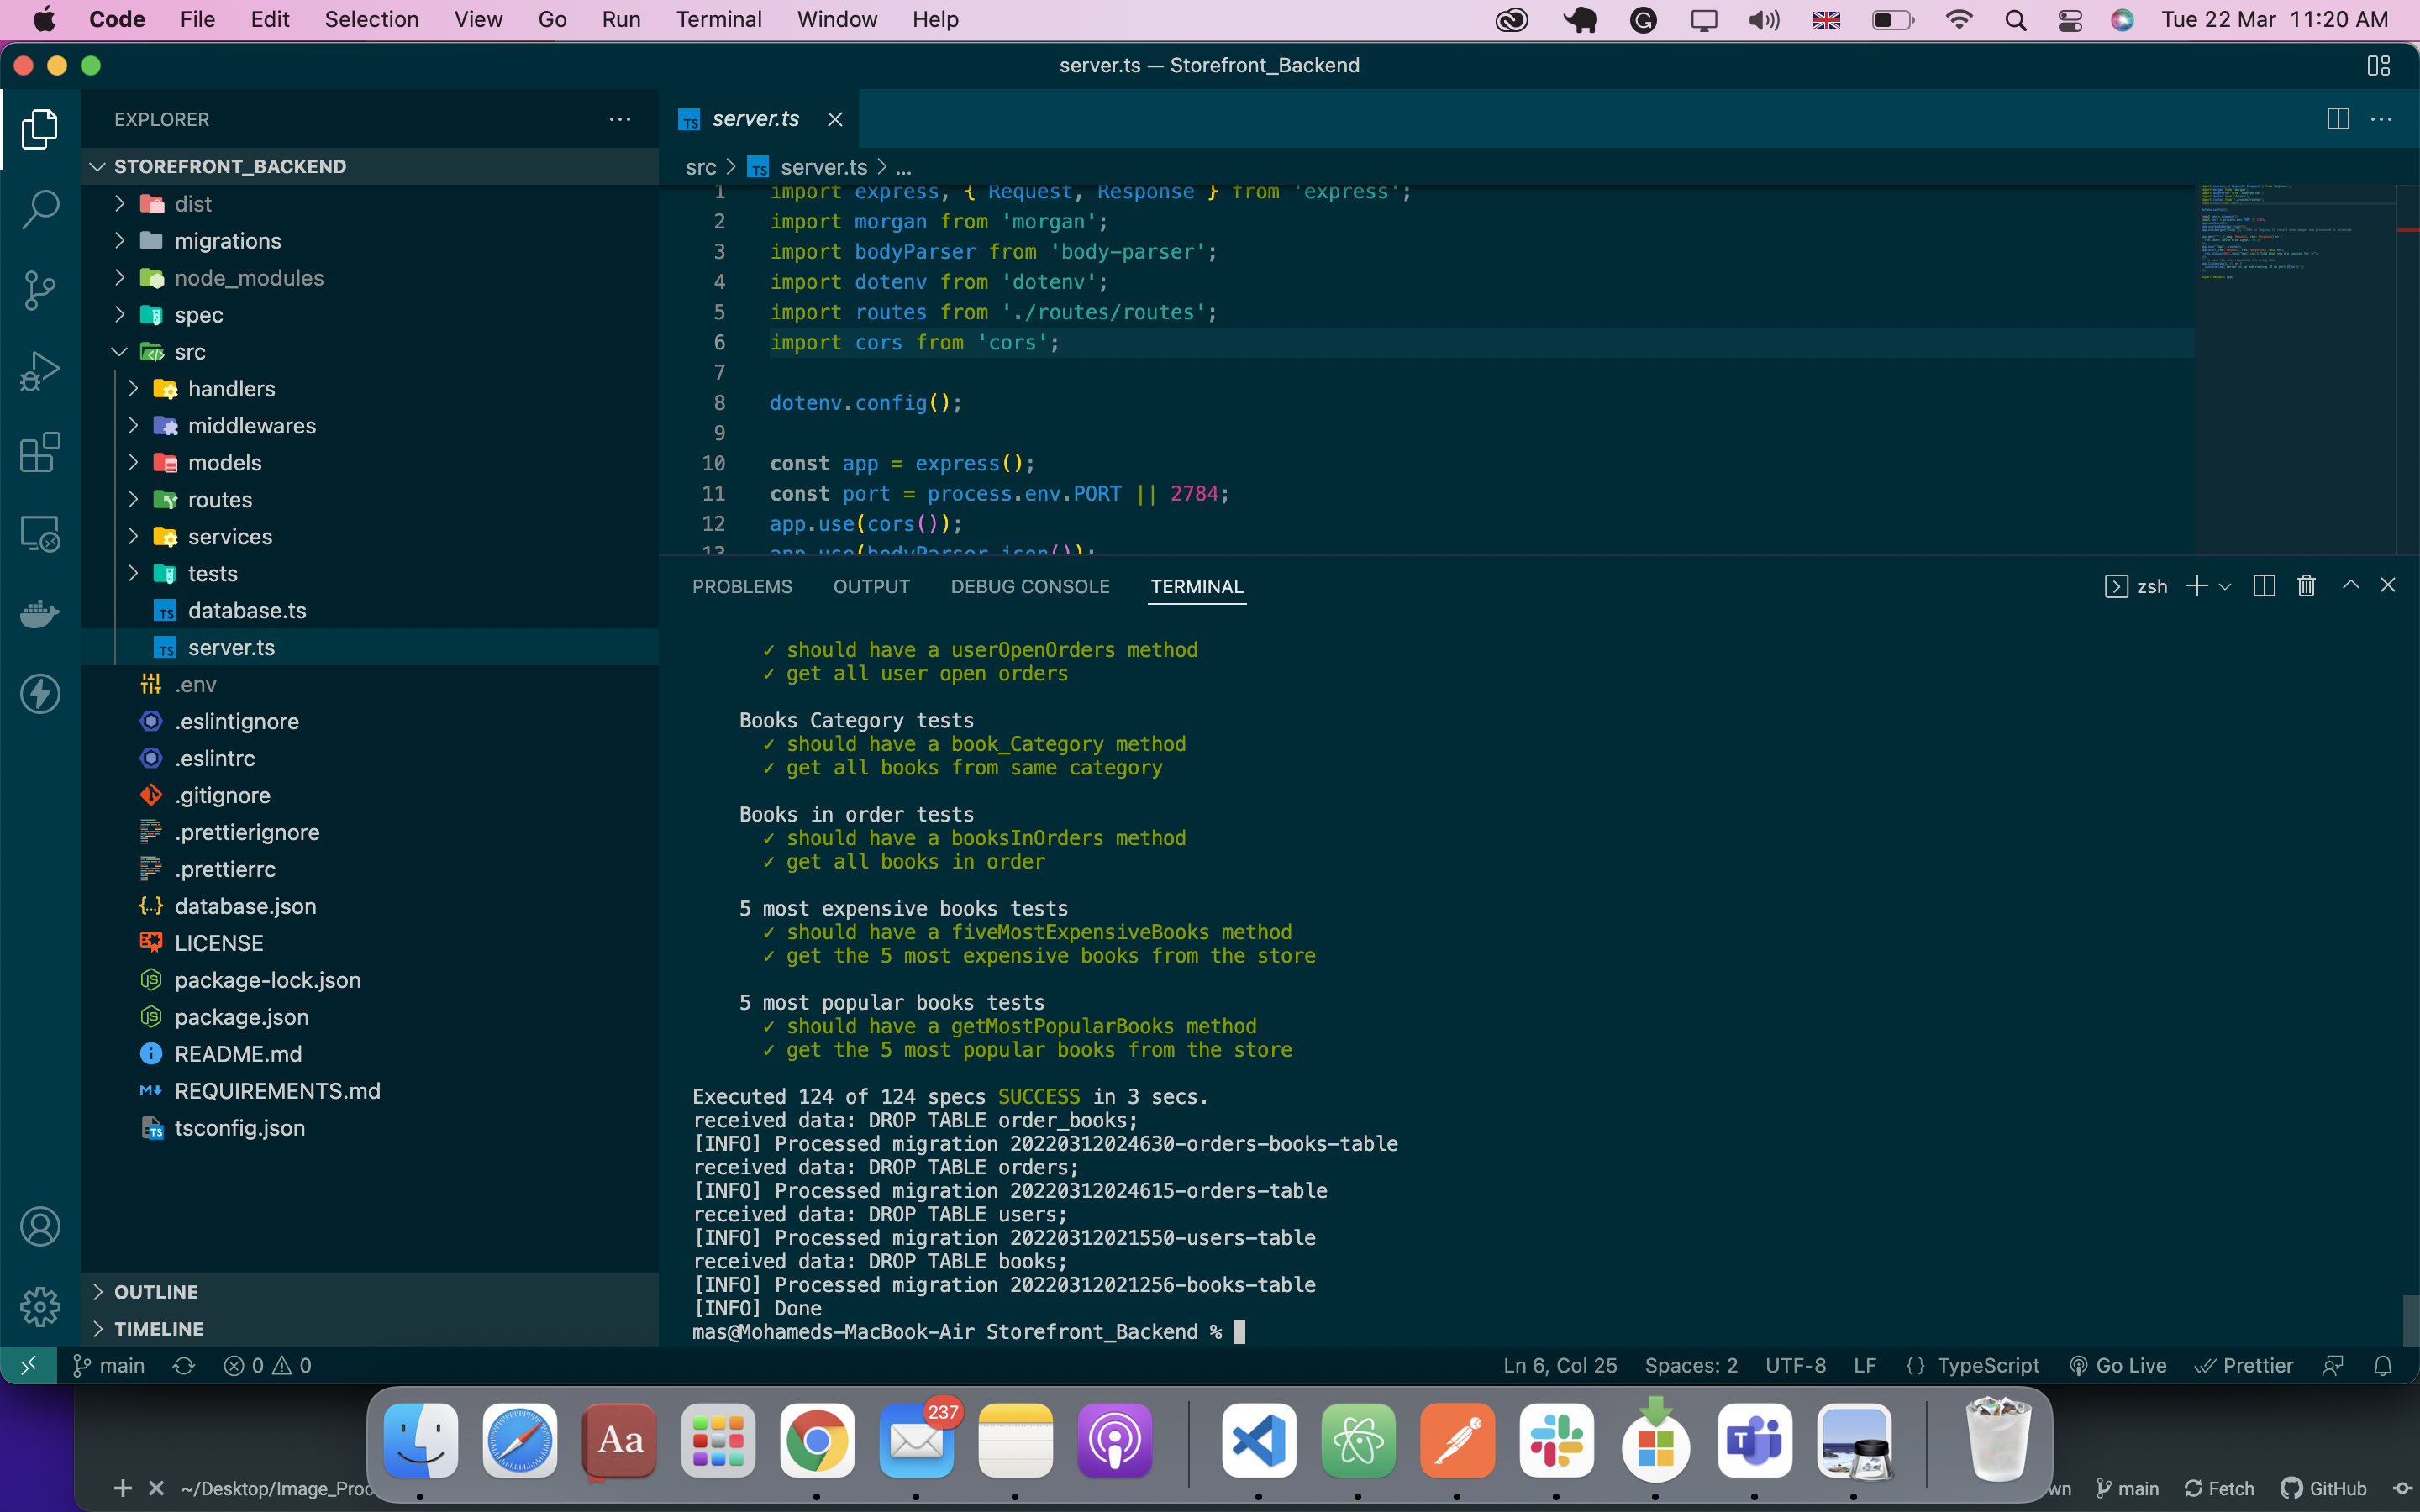 Code File Edit Selection View Go Run Terminal Window Help Tue 22 Mar 11:20 AM
server.ts — Storefront_Backend
EXPLORER
STOREFRONT_BACKEND
dist
migrations
node_modules
spec
src
handlers
middlewares
models
routes
services
tests
database.ts
server.ts
.env
.eslintignore
.eslintrc
.gitignore
.prettierignore
.prettierrc
database.json
LICENSE
package-lock.json
package.json
README.md
REQUIREMENTS.md
tsconfig.json
OUTLINE
TIMELINE
TS server.ts
src > TS server.ts > ...
1 import express, { Request, Response } from 'express';
2 import morgan from 'morgan';
3 import bodyParser from 'body-parser';
4 import dotenv from 'dotenv';
5 import routes from './routes/routes';
6 import cors from 'cors';
7
8 dotenv.config();
9
10 const app = express();
11 const port = process.env.PORT || 2784;
12 app.use(cors());
13 app.use(bodyParser.json());
PROBLEMS OUTPUT DEBUG CONSOLE TERMINAL zsh
✓ should have a userOpenOrders method
✓ get all user open orders
Books Category tests
✓ should have a book_Category method
✓ get all books from same category
Books in order tests
✓ should have a booksInOrders method
✓ get all books in order
5 most expensive books tests
✓ should have a fiveMostExpensiveBooks method
✓ get the 5 most expensive books from the store
5 most popular books tests
✓ should have a getMostPopularBooks method
✓ get the 5 most popular books from the store
Executed 124 of 124 specs SUCCESS in 3 secs.
received data: DROP TABLE order_books;
[INFO] Processed migration 20220312024630-orders-books-table
received data: DROP TABLE orders;
[INFO] Processed migration 20220312024615-orders-table
received data: DROP TABLE users;
[INFO] Processed migration 20220312021550-users-table
received data: DROP TABLE books;
[INFO] Processed migration 20220312021256-books-table
[INFO] Done
mas@Mohameds-MacBook-Air Storefront_Backend %
main 0 0 Ln 6, Col 25 Spaces: 2 UTF-8 LF {} TypeScript Go Live Prettier
237
Aa
~/Desktop/Image_Proc
wn main Fetch GitHub